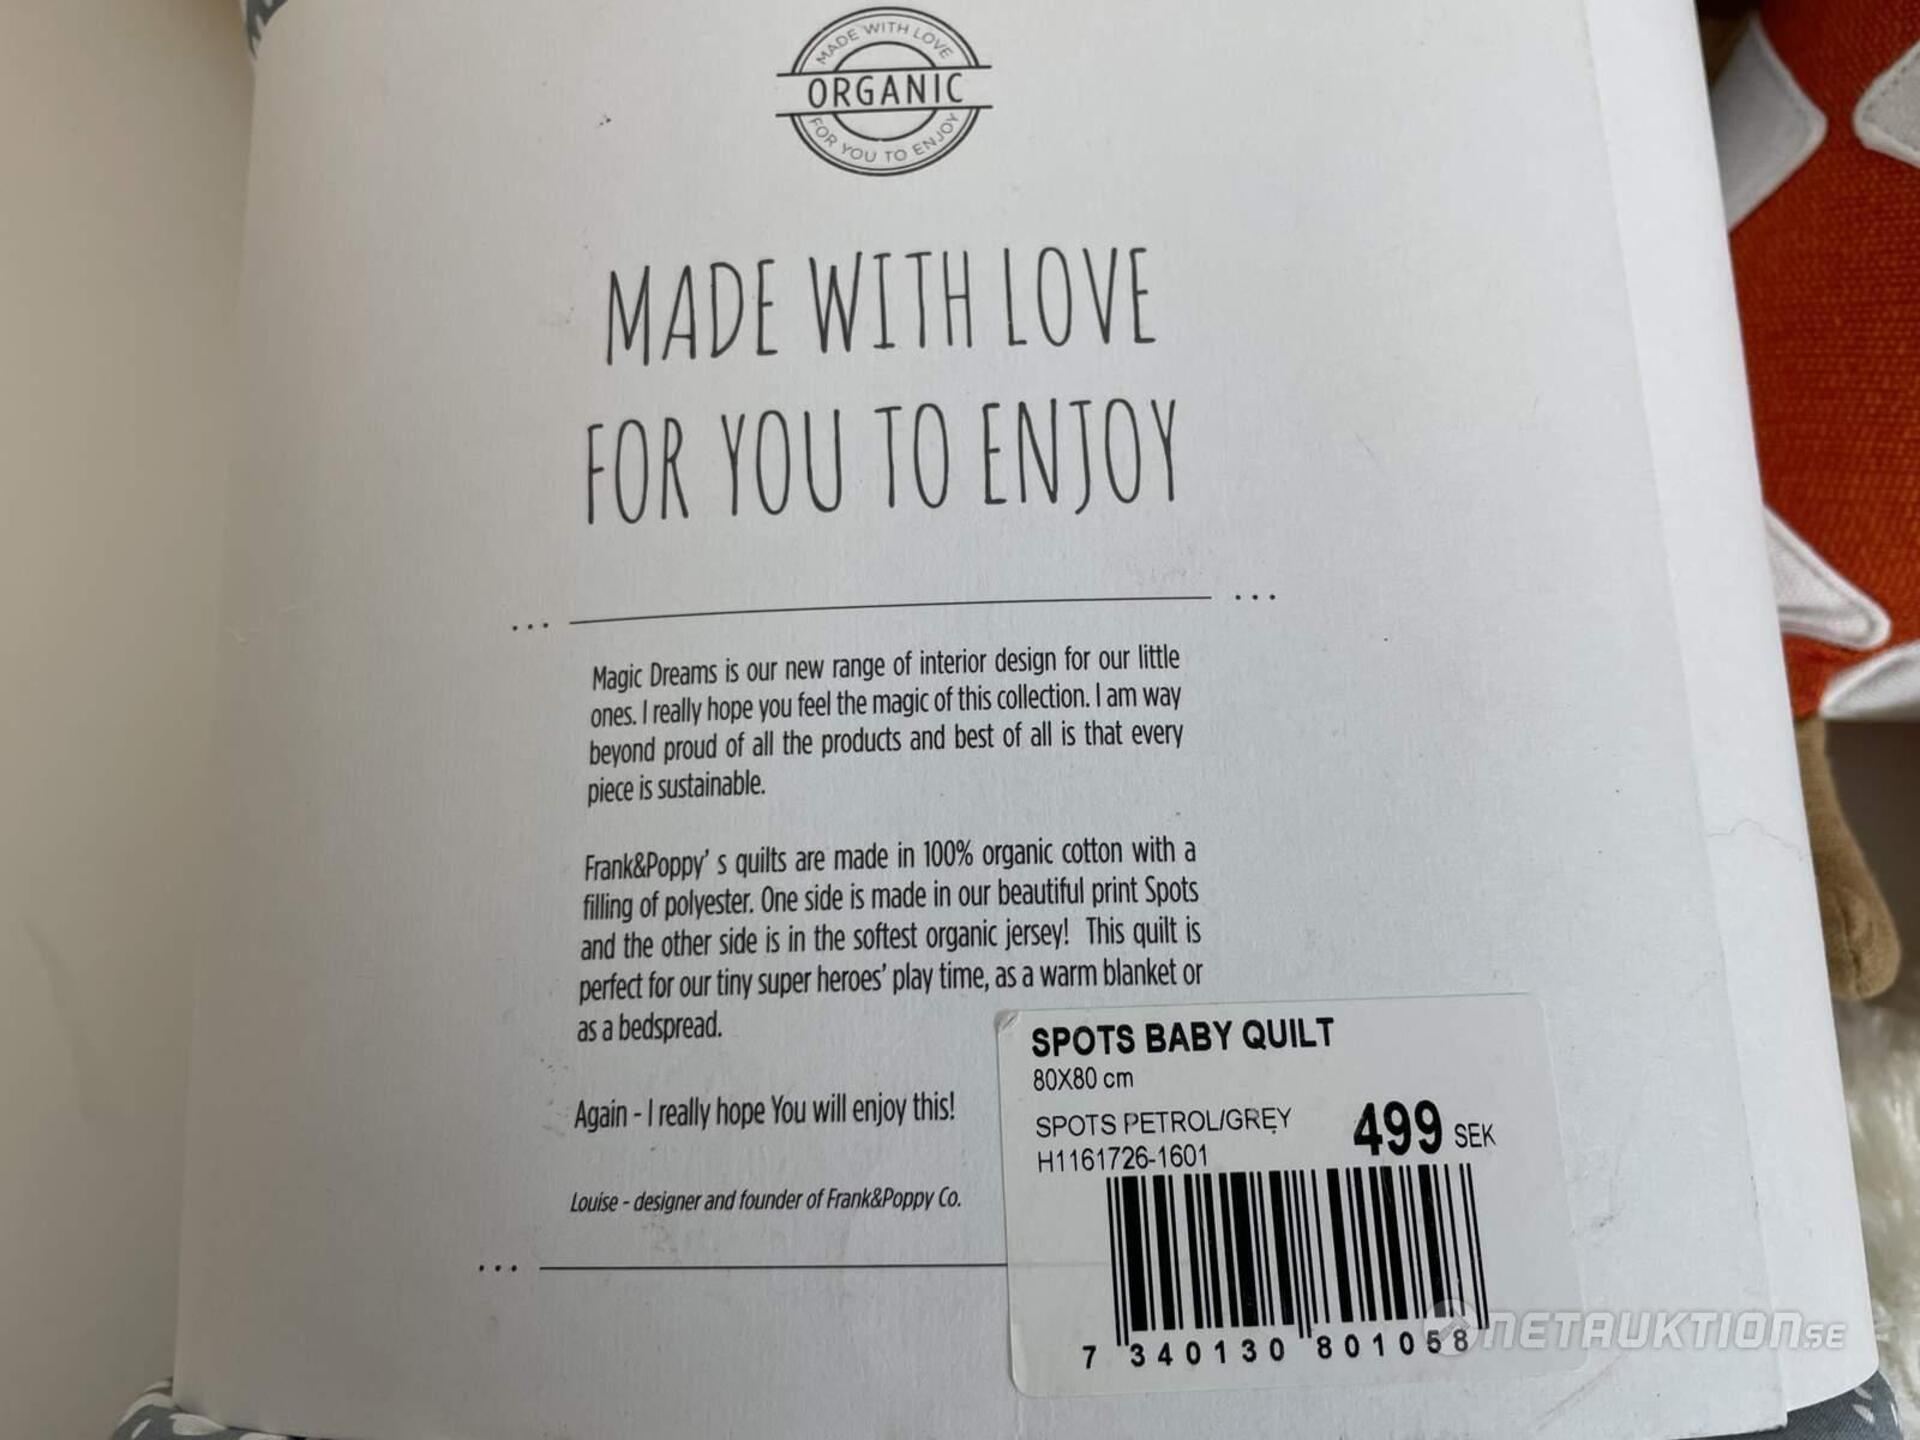 MADE WITH LOVE
ORGANIC
FOR YOU TO ENJOY
MADE WITH LOVE
FOR YOU TO ENJOY
Magic Dreams is our new range of interior design for our little
ones. I really hope you feel the magic of this collection. I am way
beyond proud of all the products and best of all is that every
piece is sustainable.
Frank&Poppy' s quilts are made in 100% organic cotton with a
filling of polyester. One side is made in our beautiful print Spots
and the other side is in the softest organic jersey! This quilt is
perfect for our tiny super heroes' play time, as a warm blanket or
as a bedspread.
Again - I really hope You will enjoy this!
Louise - designer and founder of Frank&Poppy Co.
SPOTS BABY QUILT
80X80 cm
SPOTS PETROL/GREY
499 SEK
H1161726-1601
7 340130 801058
NETAUKTION.SE